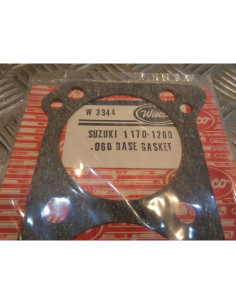 W 3344
Wiseco
SUZUKI 1170-1260
.060 BASE GASKET